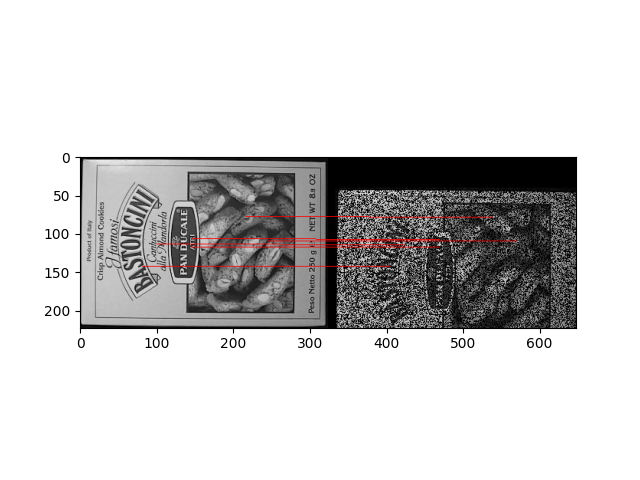 Product of Italy
Crisp Almond Cookies
Famosi
BASTONCINI
Cantuccini
alla Mandorla
PAN DUCALE
ATRI
Peso Netto 250 g NET WT 8.8 OZ
0
50
100
150
200
0 100 200 300 400 500 600